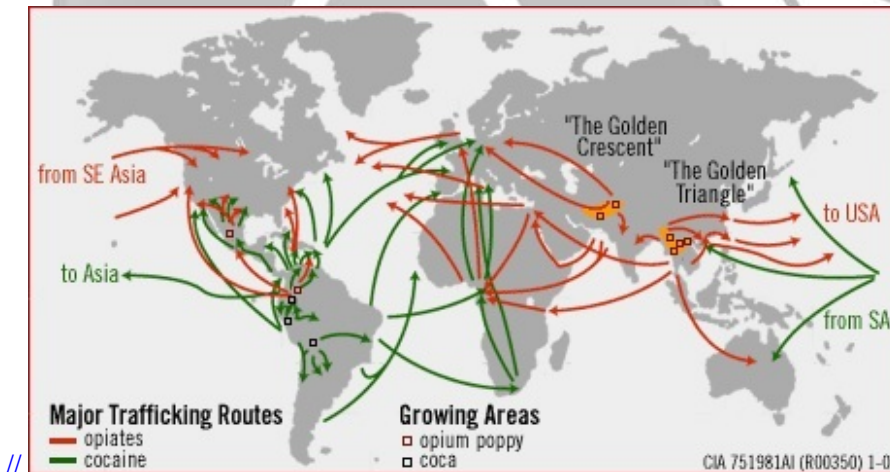 "The Golden
Crescent"
"The Golden
Triangle"
from SE Asia
to USA
to Asia
from SA
Major Trafficking Routes
opiates
cocaine
Growing Areas
opium poppy
coca
CIA 751981AI (R00350) 1-0
//